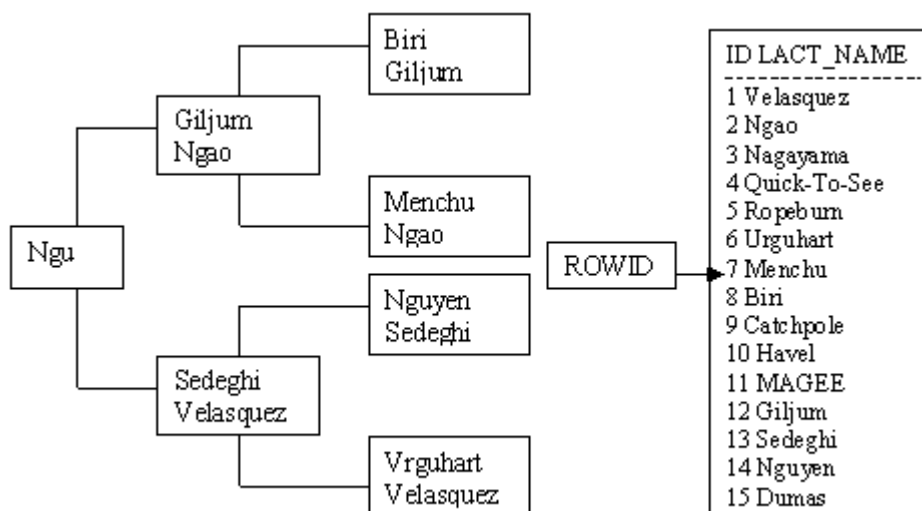 Ngu
Giljum
Ngao
Sedeghi
Velasquez
Biri
Giljum
Menchu
Ngao
Nguyen
Sedeghi
Vrguhart
Velasquez
ROWID
ID LACT_NAME
1 Velasquez
2 Ngao
3 Nagayama
4 Quick-To-See
5 Ropeburn
6 Urguhart
7 Menchu
8 Biri
9 Catchpole
10 Havel
11 MAGEE
12 Giljum
13 Sedeghi
14 Nguyen
15 Dumas